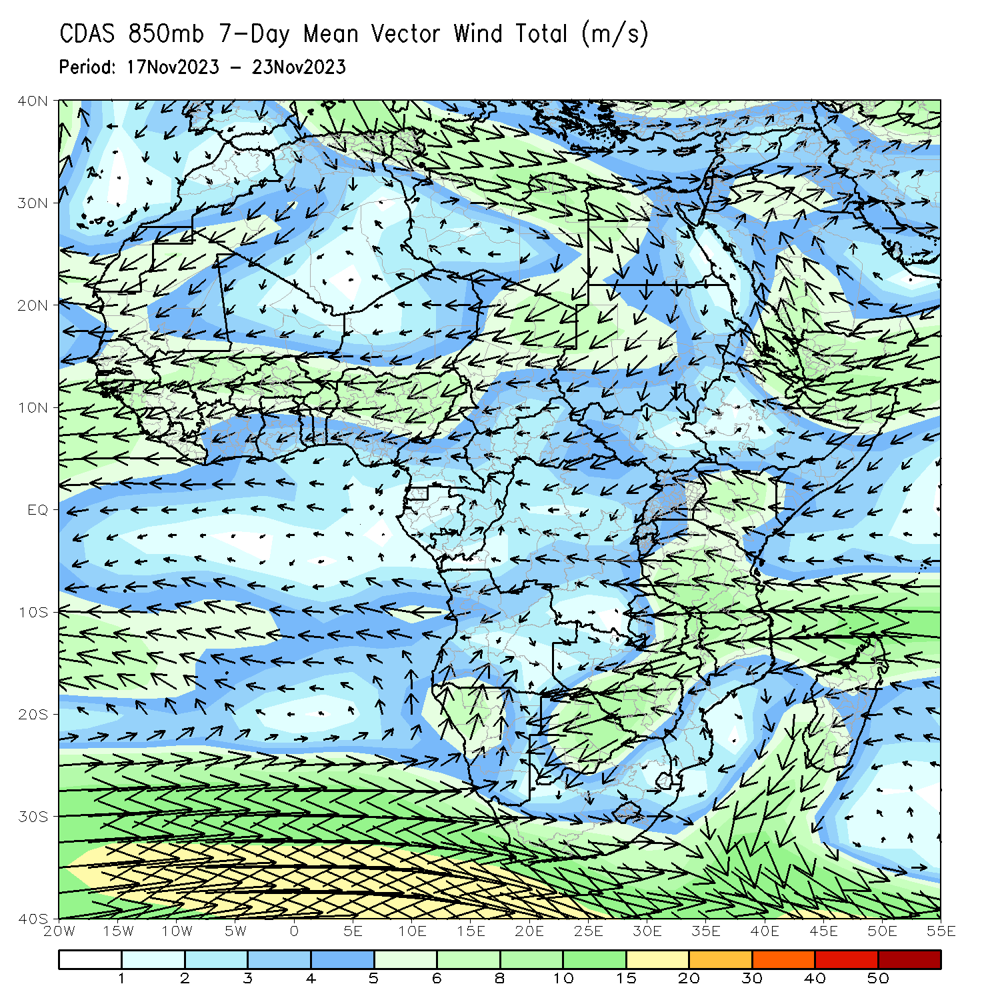 CDAS 850mb 7-Day Mean Vector Wind Total (m/s)
Period: 17Nov2023 - 23Nov2023
40N
30N
20N
10N
EQ
10S
20S
30S
40S
20W 15W 10W 5W 0 5E 10E 15E 20E 25E 30E 35E 40E 45E 50E 55E
1 2 3 4 5 6 8 10 15 20 30 40 50